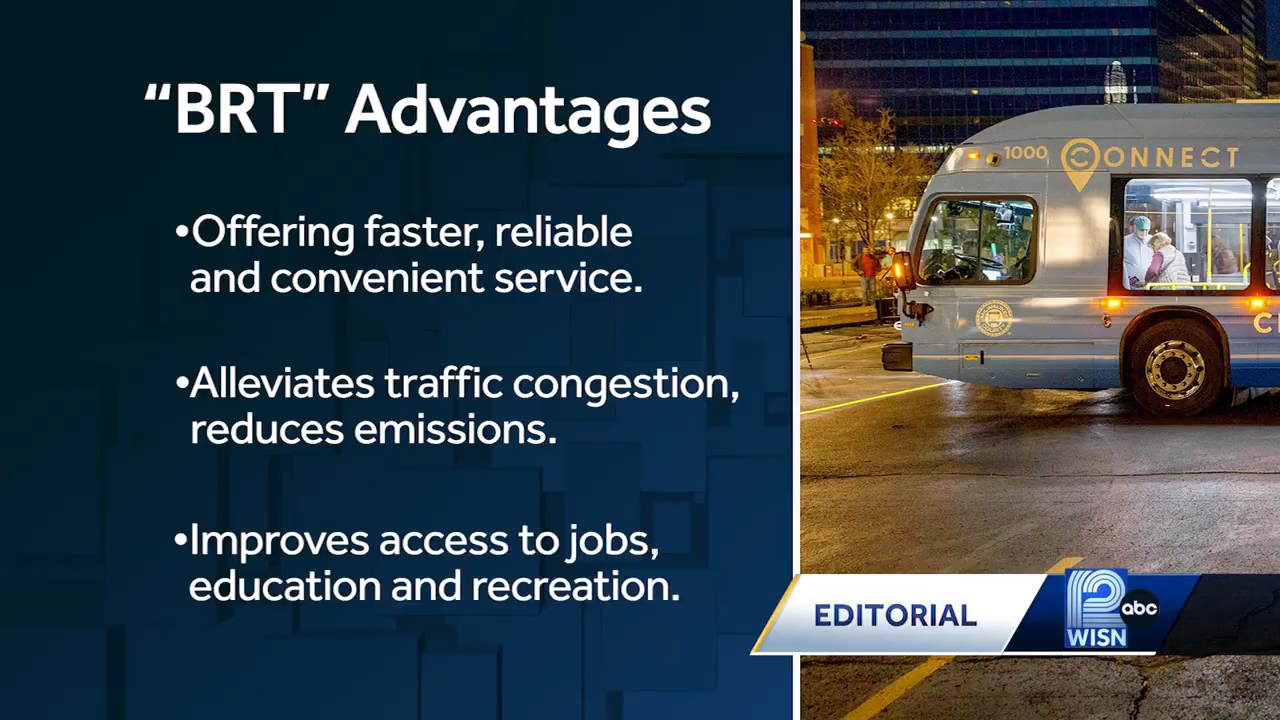 “BRT” Advantages
•Offering faster, reliable
and convenient service.
•Alleviates traffic congestion,
reduces emissions.
•Improves access to jobs,
education and recreation.
1000
CONNECT
EDITORIAL
12
abc
WISN